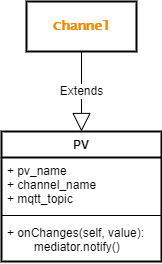 Channel
Extends
PV
+ pv_name
+ channel_name
+ mqtt_topic
+ onChanges(self, value):
mediator.notify()